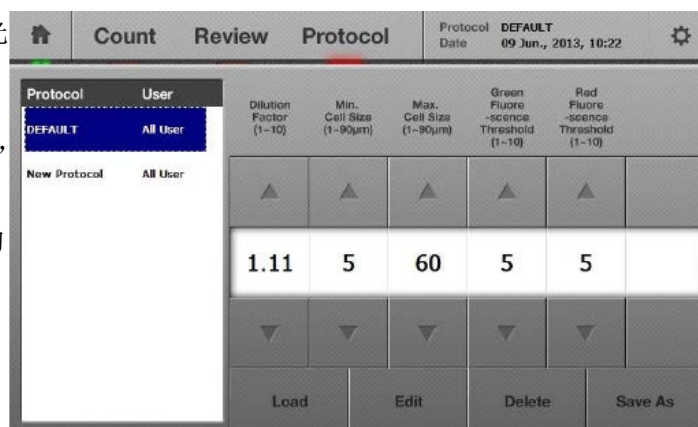 Count Review Protocol
Protocol DEFAULT
Date 09 Jun., 2013, 10:22
Protocol User
DEFAULT All User
New Protocol All User
Dilution
Factor
(1~10)
Min.
Cell Size
(1~90µm)
Max.
Cell Size
(1~90µm)
Green
Fluore
-scence
Threshold
(1~10)
Red
Fluore
-scence
Threshold
(1~10)
1.11 5 60 5 5
Load Edit Delete Save As